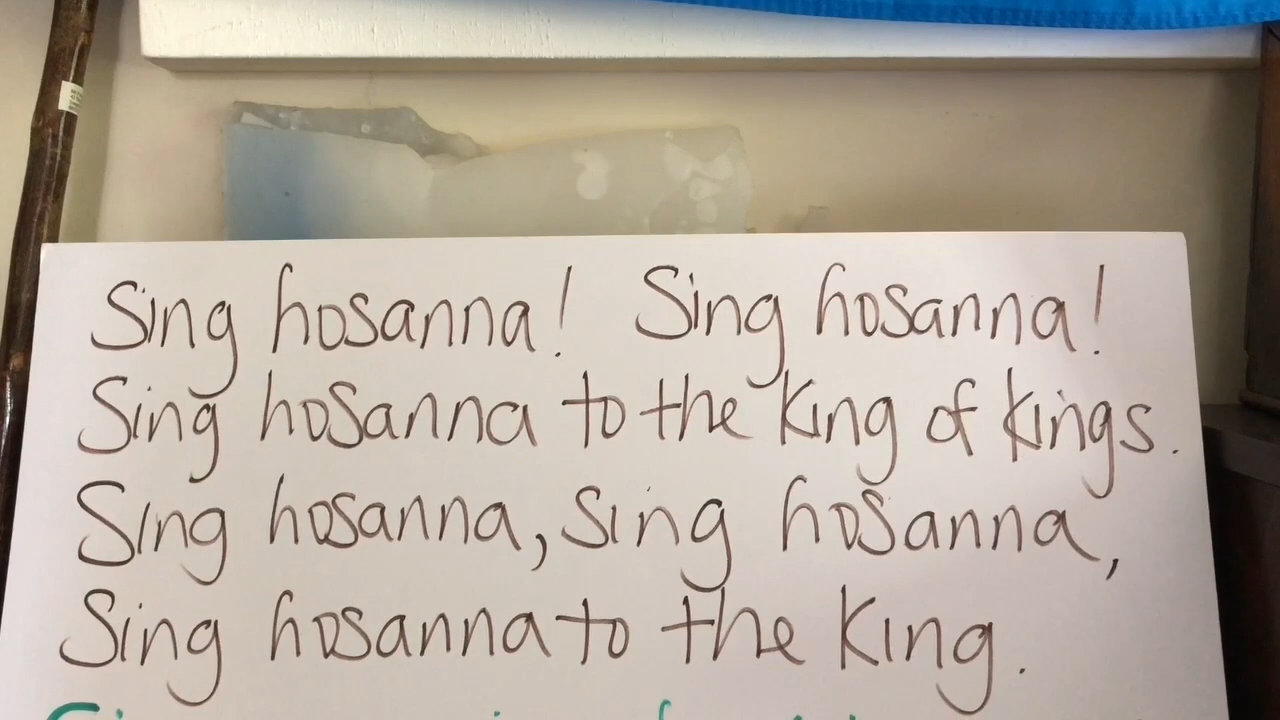 Sing hosanna! Sing hosanna!
Sing hosanna to the King of kings.
Sing hosanna, sing hosanna,
Sing hosanna to the King.